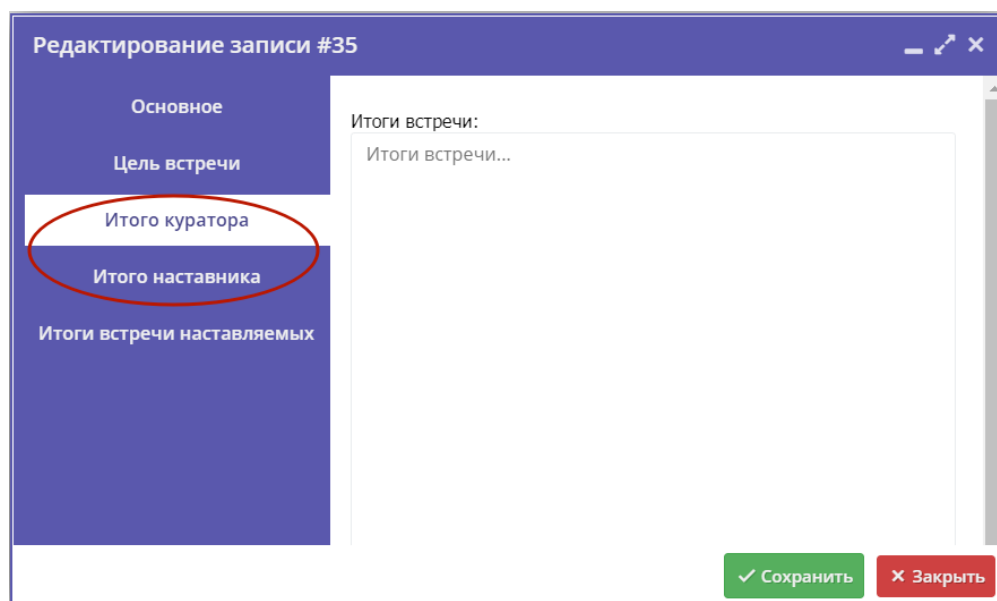 Редактирование записи #35
Основное
Цель встречи
Итого куратора
Итого наставника
Итоги встречи наставляемых
Итоги встречи:
Итоги встречи...
Сохранить
Закрыть